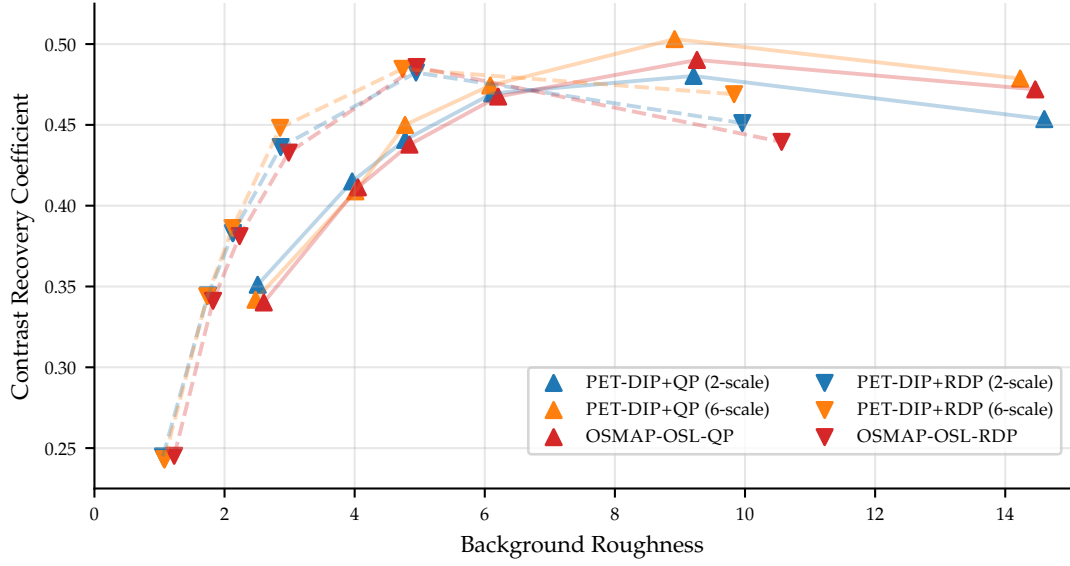 Contrast Recovery Coefficient
0.50
0.45
0.40
0.35
0.30
0.25
PET-DIP+QP (2-scale)
PET-DIP+QP (6-scale)
OSMAP-OSL-QP
PET-DIP+RDP (2-scale)
PET-DIP+RDP (6-scale)
OSMAP-OSL-RDP
0 2 4 6 8 10 12 14
Background Roughness